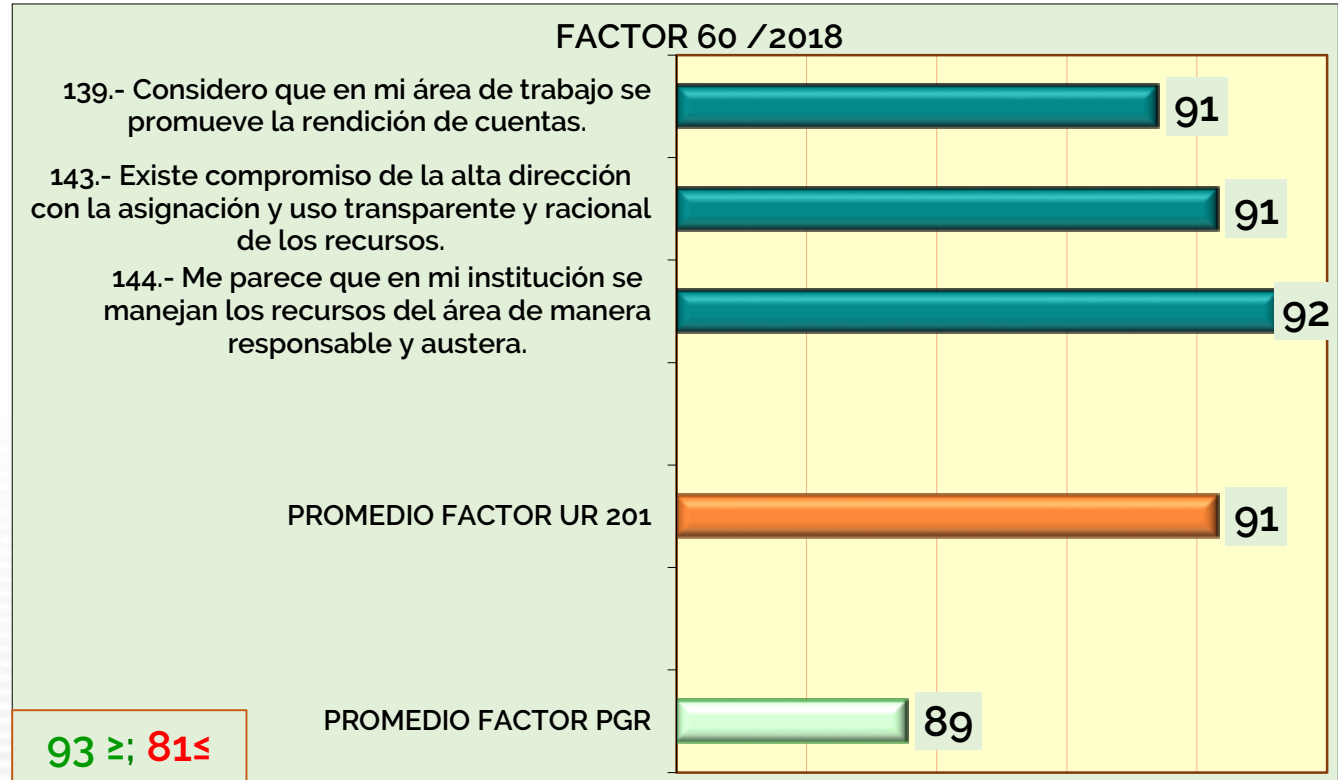 FACTOR 60 /2018
139.- Considero que en mi área de trabajo se
promueve la rendición de cuentas.
91
143.- Existe compromiso de la alta dirección
con la asignación y uso transparente y racional
de los recursos.
91
144.- Me parece que en mi institución se
manejan los recursos del área de manera
responsable y austera.
92
PROMEDIO FACTOR UR 201
91
PROMEDIO FACTOR PGR
89
93 ≥; 81≤